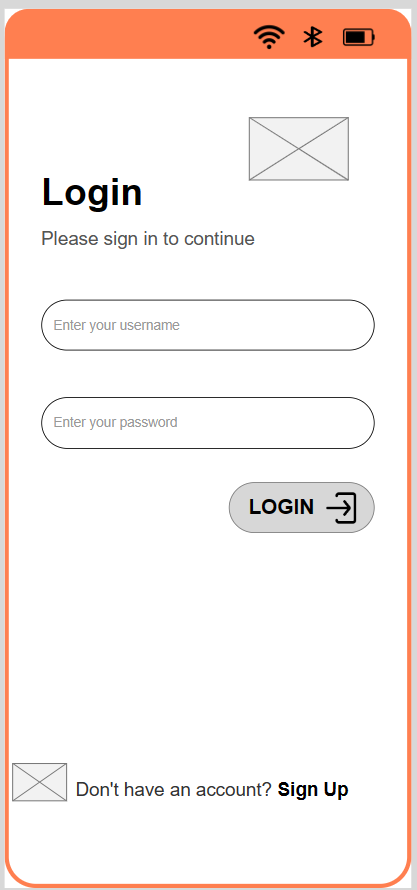 Login
Please sign in to continue
Enter your username
Enter your password
LOGIN
Don't have an account? Sign Up